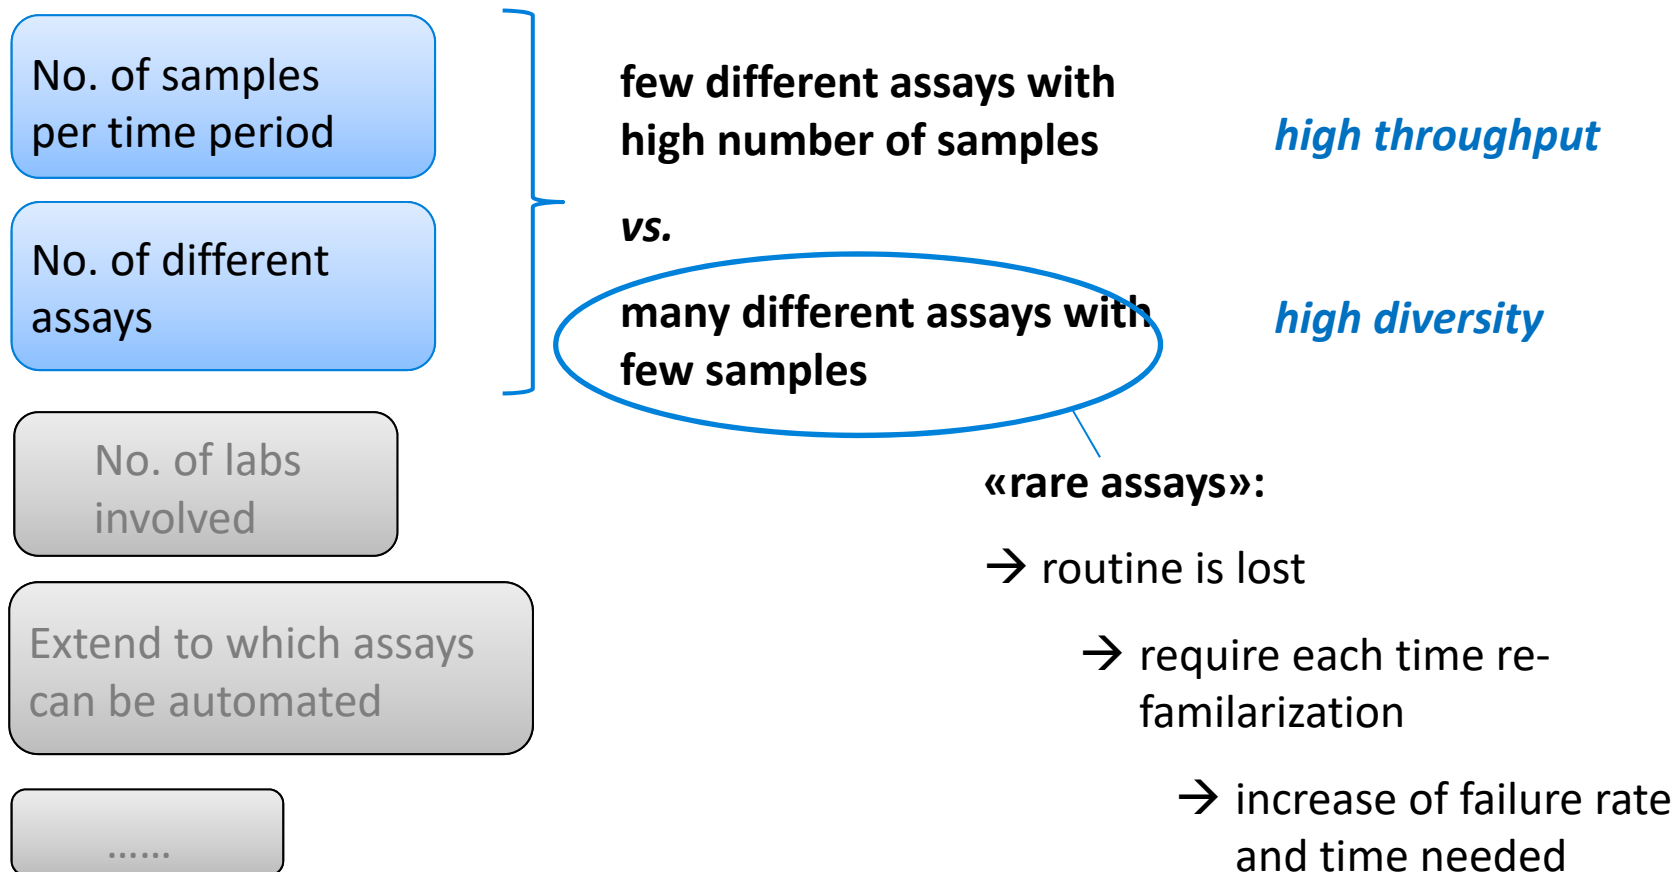 No. of samples
per time period
No. of different
assays
No. of labs
involved
Extend to which assays
can be automated
......
few different assays with
high number of samples
high throughput
vs.
many different assays with
few samples
high diversity
«rare assays»:
→ routine is lost
→ require each time re-
familarization
→ increase of failure rate
and time needed